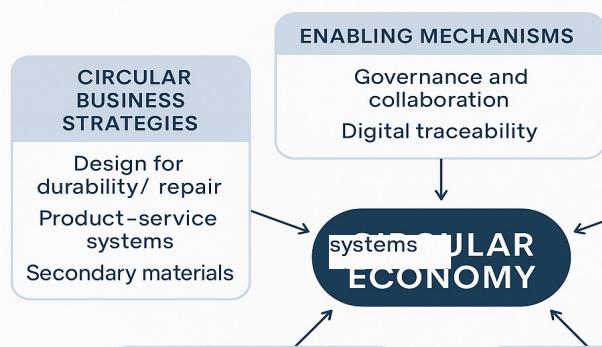 ENABLING MECHANISMS
Governance and
collaboration
Digital traceability
CIRCULAR
BUSINESS
STRATEGIES
Design for
durability/ repair
Product-service
systems
Secondary materials
systems
ULAR
ECONOMY